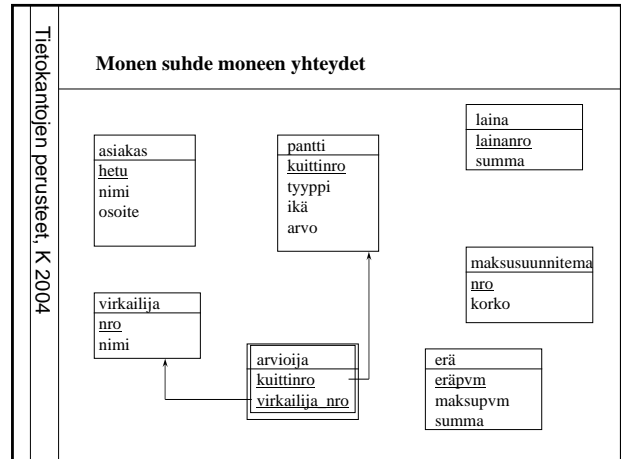 Tietokantojen perusteet, K 2004
Monen suhde moneen yhteydet
asiakas
hetu
nimi
osoite
pantti
kuittinro
tyyppi
ikä
arvo
laina
lainanro
summa
maksusuunnitema
nro
korko
virkailija
nro
nimi
arvioija
kuittinro
virkailija_nro
erä
eräpvm
maksupvm
summa